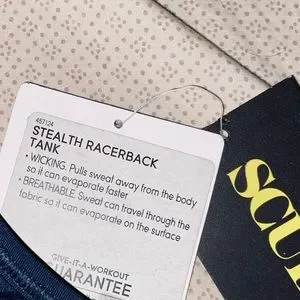 457124
STEALTH RACERBACK
TANK
• WICKING. Pulls sweat away from the body
so it can evaporate faster
• BREATHABLE. Sweat can travel through the
fabric so it can evaporate on the surface
GIVE-IT-A-WORKOUT
GUARANTEE
SCU